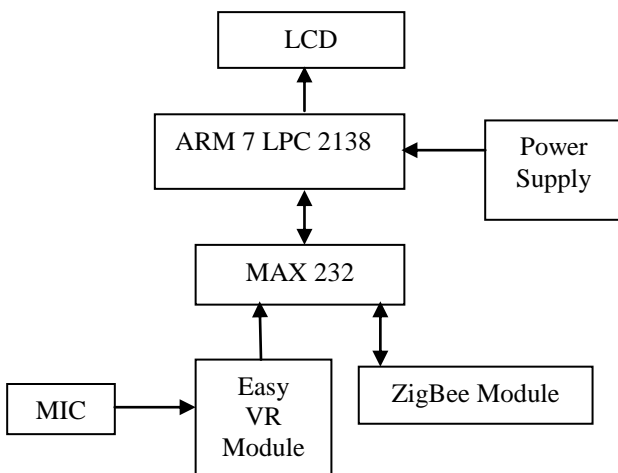 LCD
ARM 7 LPC 2138
Power
Supply
MAX 232
MIC
Easy
VR
Module
ZigBee Module